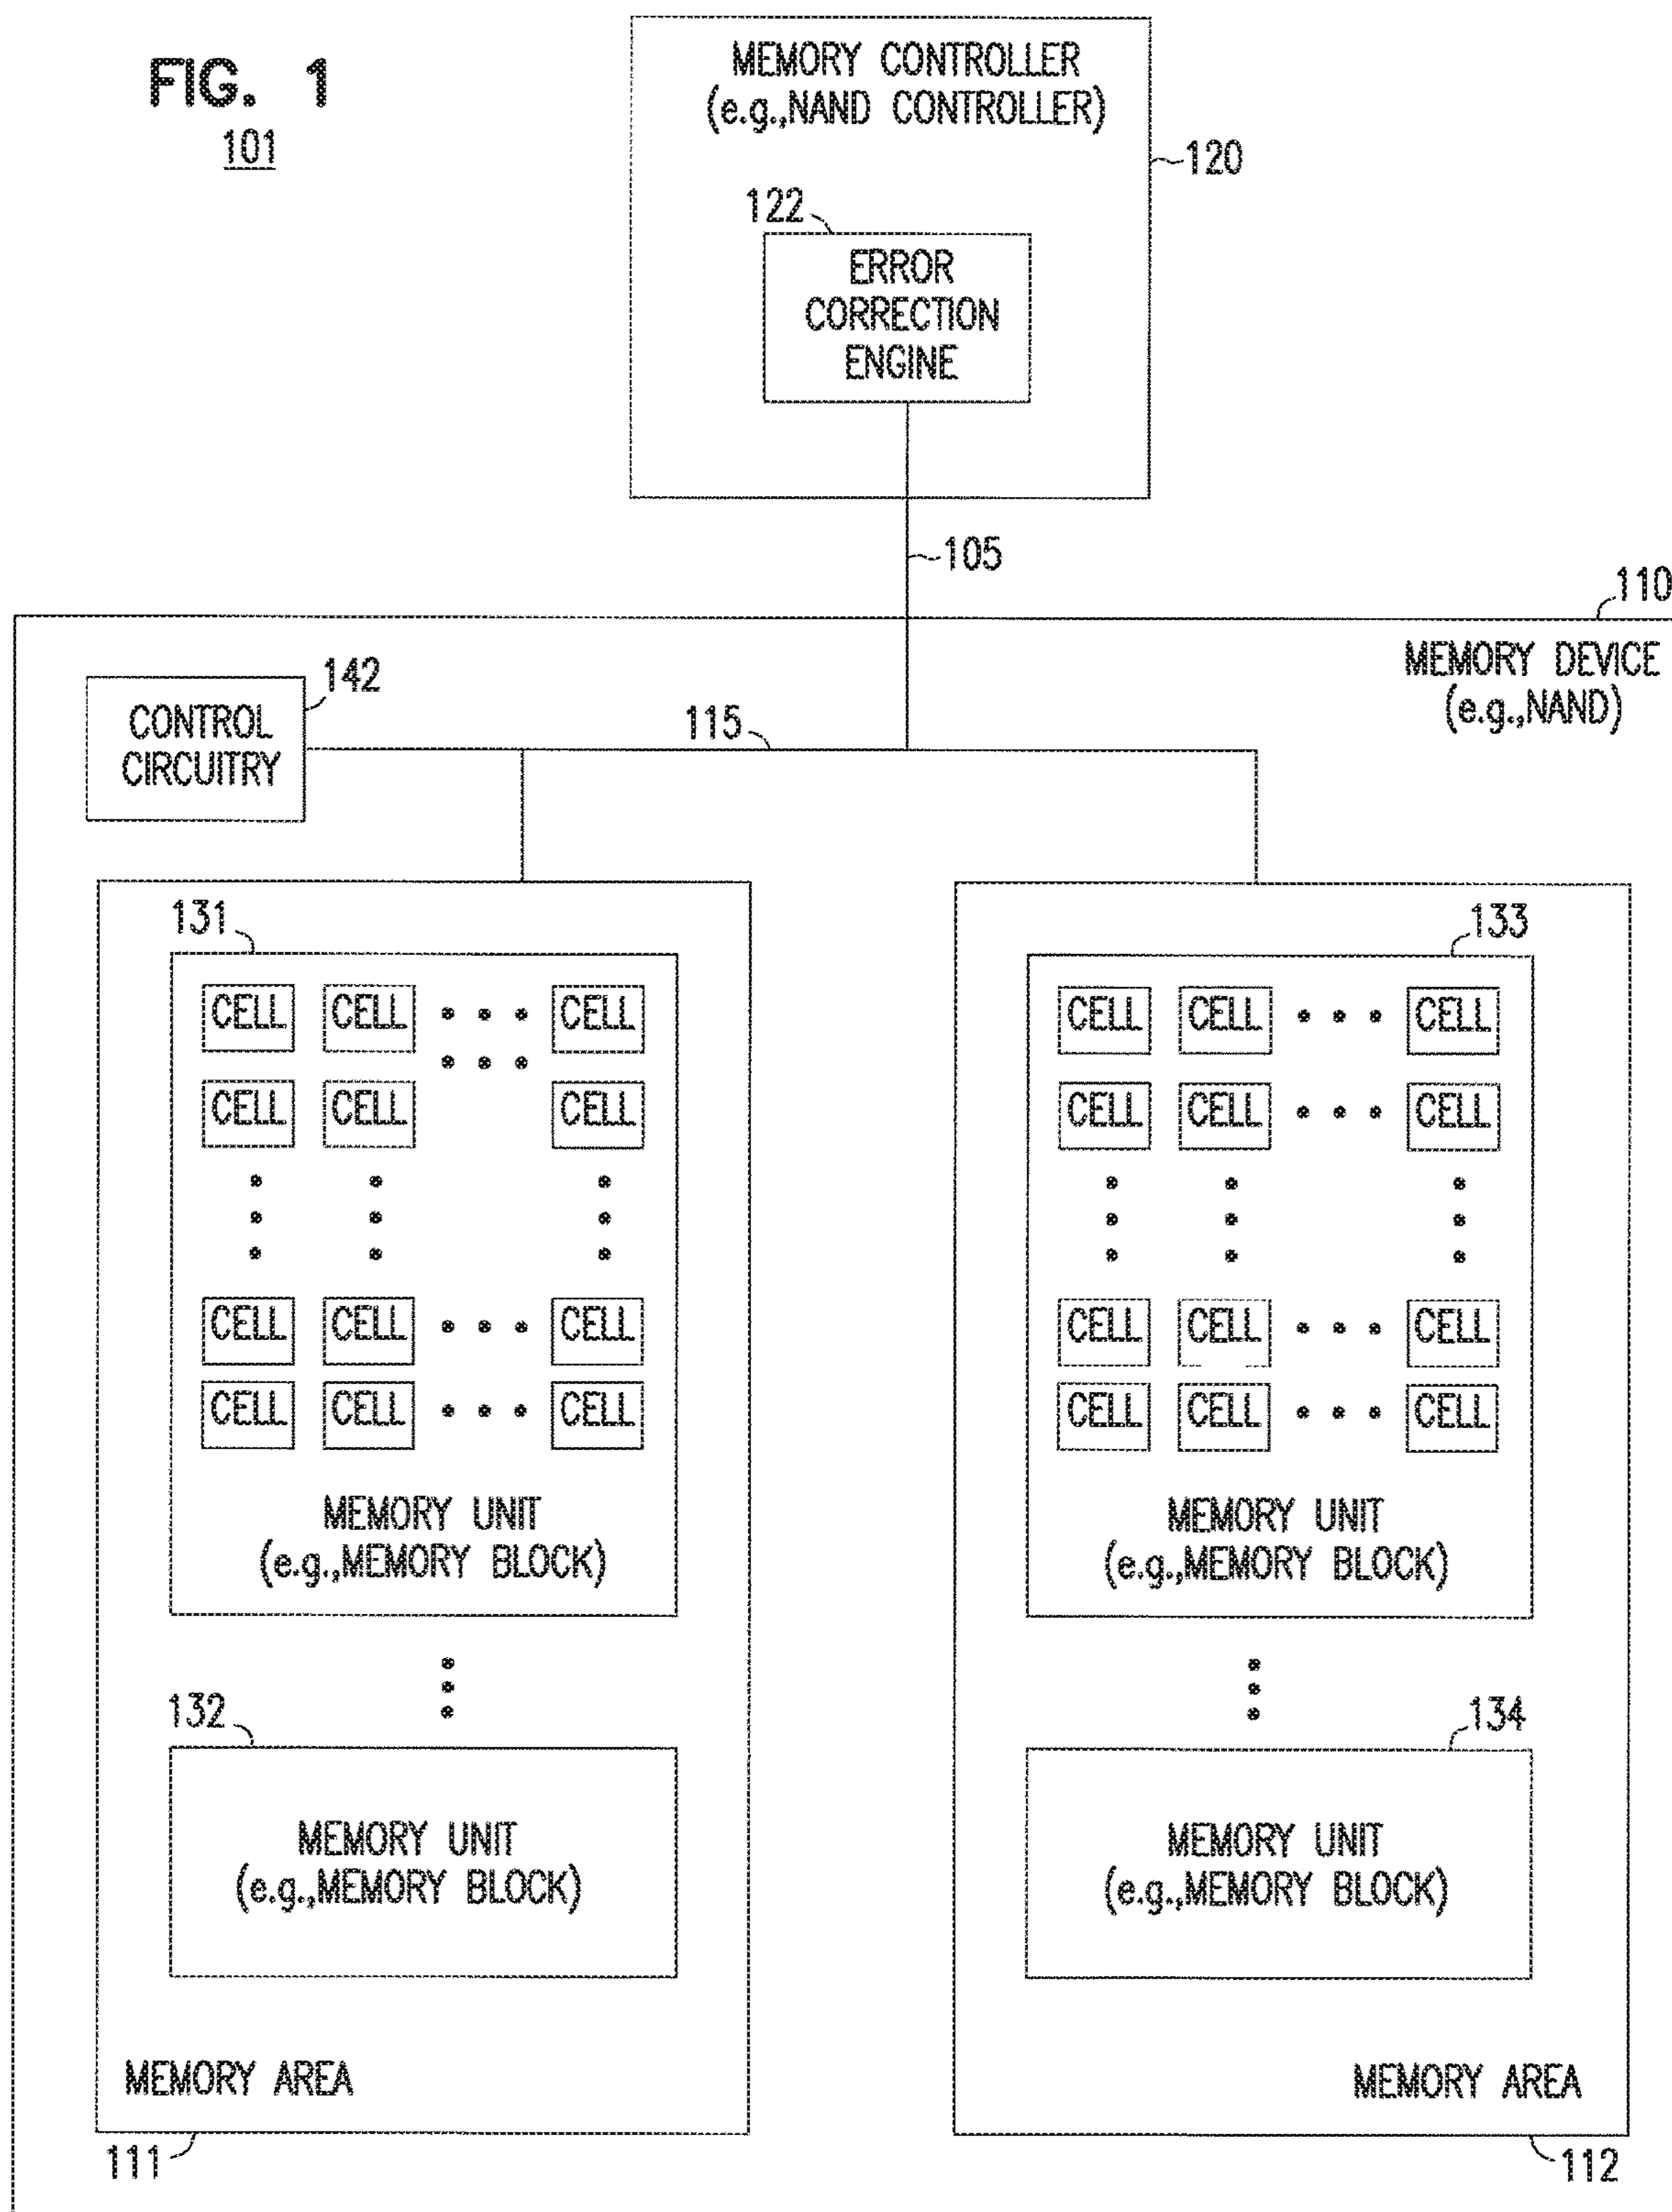 FIG. 1
101
MEMORY CONTROLLER
(e.g.,NAND CONTROLLER)
120
122
ERROR
CORRECTION
ENGINE
105
110
MEMORY DEVICE
(e.g.,NAND)
142
CONTROL
CIRCUITRY
115
131
CELL CELL CELL
CELL CELL CELL
CELL CELL CELL
CELL CELL CELL
MEMORY UNIT
(e.g.,MEMORY BLOCK)
132
MEMORY UNIT
(e.g.,MEMORY BLOCK)
MEMORY AREA
111
133
CELL CELL CELL
CELL CELL CELL
CELL CELL CELL
CELL CELL CELL
MEMORY UNIT
(e.g.,MEMORY BLOCK)
134
MEMORY UNIT
(e.g.,MEMORY BLOCK)
MEMORY AREA
112